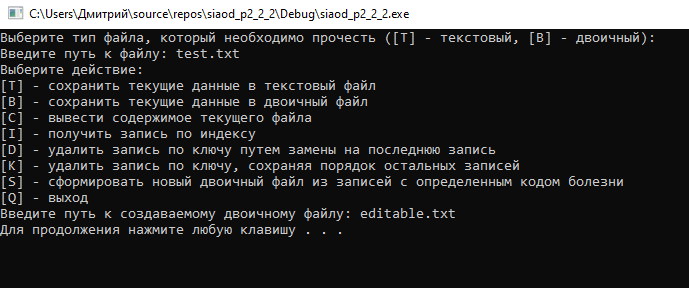 C:\Users\Дмитрий\source\repos\siaod_p2_2_2\Debug\siaod_p2_2_2.exe
Выберите тип файла, который необходимо прочесть ([T] - текстовый, [B] - двоичный):
Введите путь к файлу: test.txt
Выберите действие:
[T] - сохранить текущие данные в текстовый файл
[B] - сохранить текущие данные в двоичный файл
[C] - вывести содержимое текущего файла
[I] - получить запись по индексу
[D] - удалить запись по ключу путем замены на последнюю запись
[K] - удалить запись по ключу, сохраняя порядок остальных записей
[S] - сформировать новый двоичный файл из записей с определенным кодом болезни
[Q] - выход
Введите путь к создаваемому двоичному файлу: editable.txt
Для продолжения нажмите любую клавишу . . .